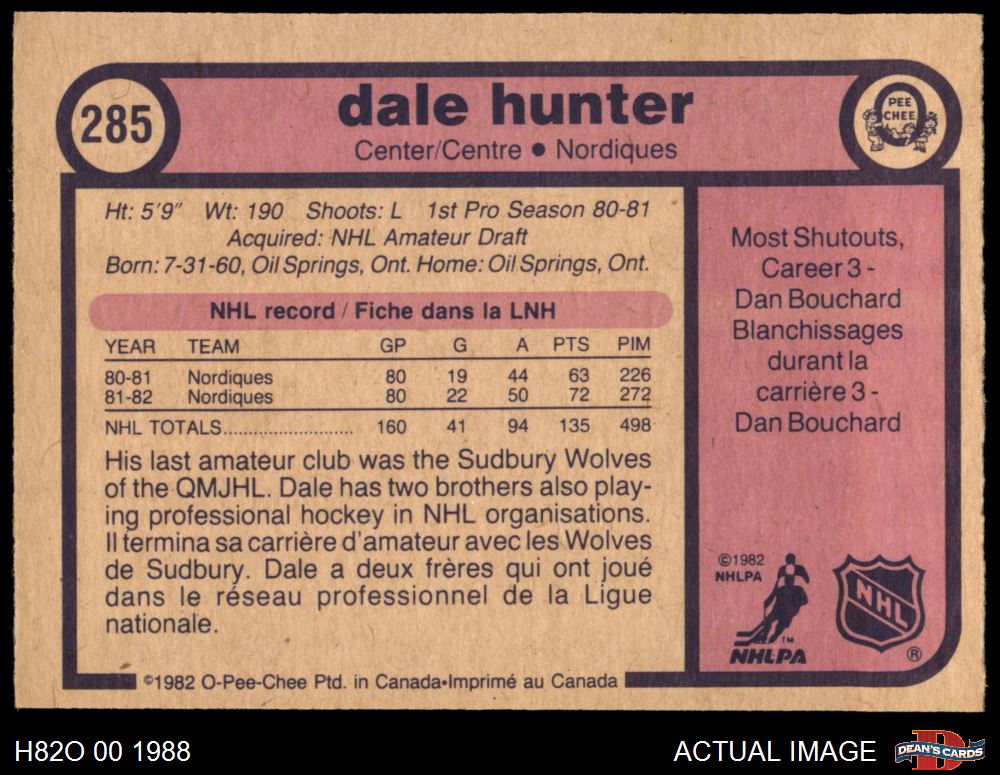 285
dale hunter
Center/Centre • Nordiques
O
PEE
CHEE
Ht: 5'9" Wt: 190 Shoots: L 1st Pro Season 80-81
Acquired: NHL Amateur Draft
Born: 7-31-60, Oil Springs, Ont. Home: Oil Springs, Ont.
NHL record / Fiche dans la LNH
YEAR TEAM GP G A PTS PIM
80-81 Nordiques 80 19 44 63 226
81-82 Nordiques 80 22 50 72 272
NHL TOTALS........................ 160 41 94 135 498
His last amateur club was the Sudbury Wolves
of the QMJHL. Dale has two brothers also play-
ing professional hockey in NHL organisations.
Il termina sa carrière d'amateur avec les Wolves
de Sudbury. Dale a deux frères qui ont joué
dans le réseau professionnel de la Ligue
nationale.
©1982 O-Pee-Chee Ptd. in Canada•Imprimé au Canada
Most Shutouts,
Career 3 -
Dan Bouchard
Blanchissages
durant la
carrière 3 -
Dan Bouchard
©1982
NHLPA
TM
NHLPA
NHL
®
H82O 00 1988
ACTUAL IMAGE
D
DEAN'S CARDS